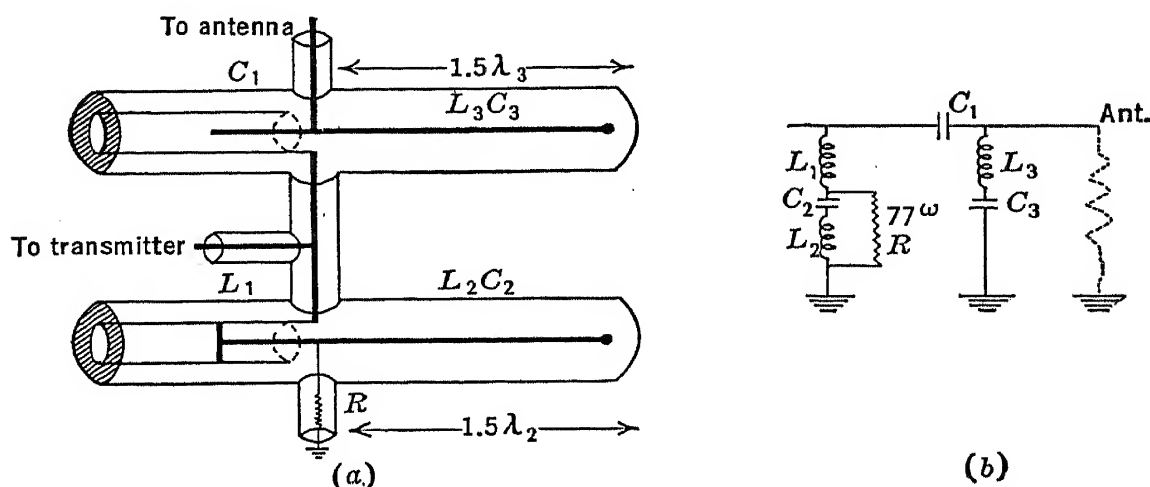 To antenna
1.5λ₃
C₁
L₃C₃
To transmitter
L₁
L₂C₂
R
1.5λ₂
(a)
C₁
Ant.
L₁
L₃
C₂
77ω
C₃
L₂
R
(b)